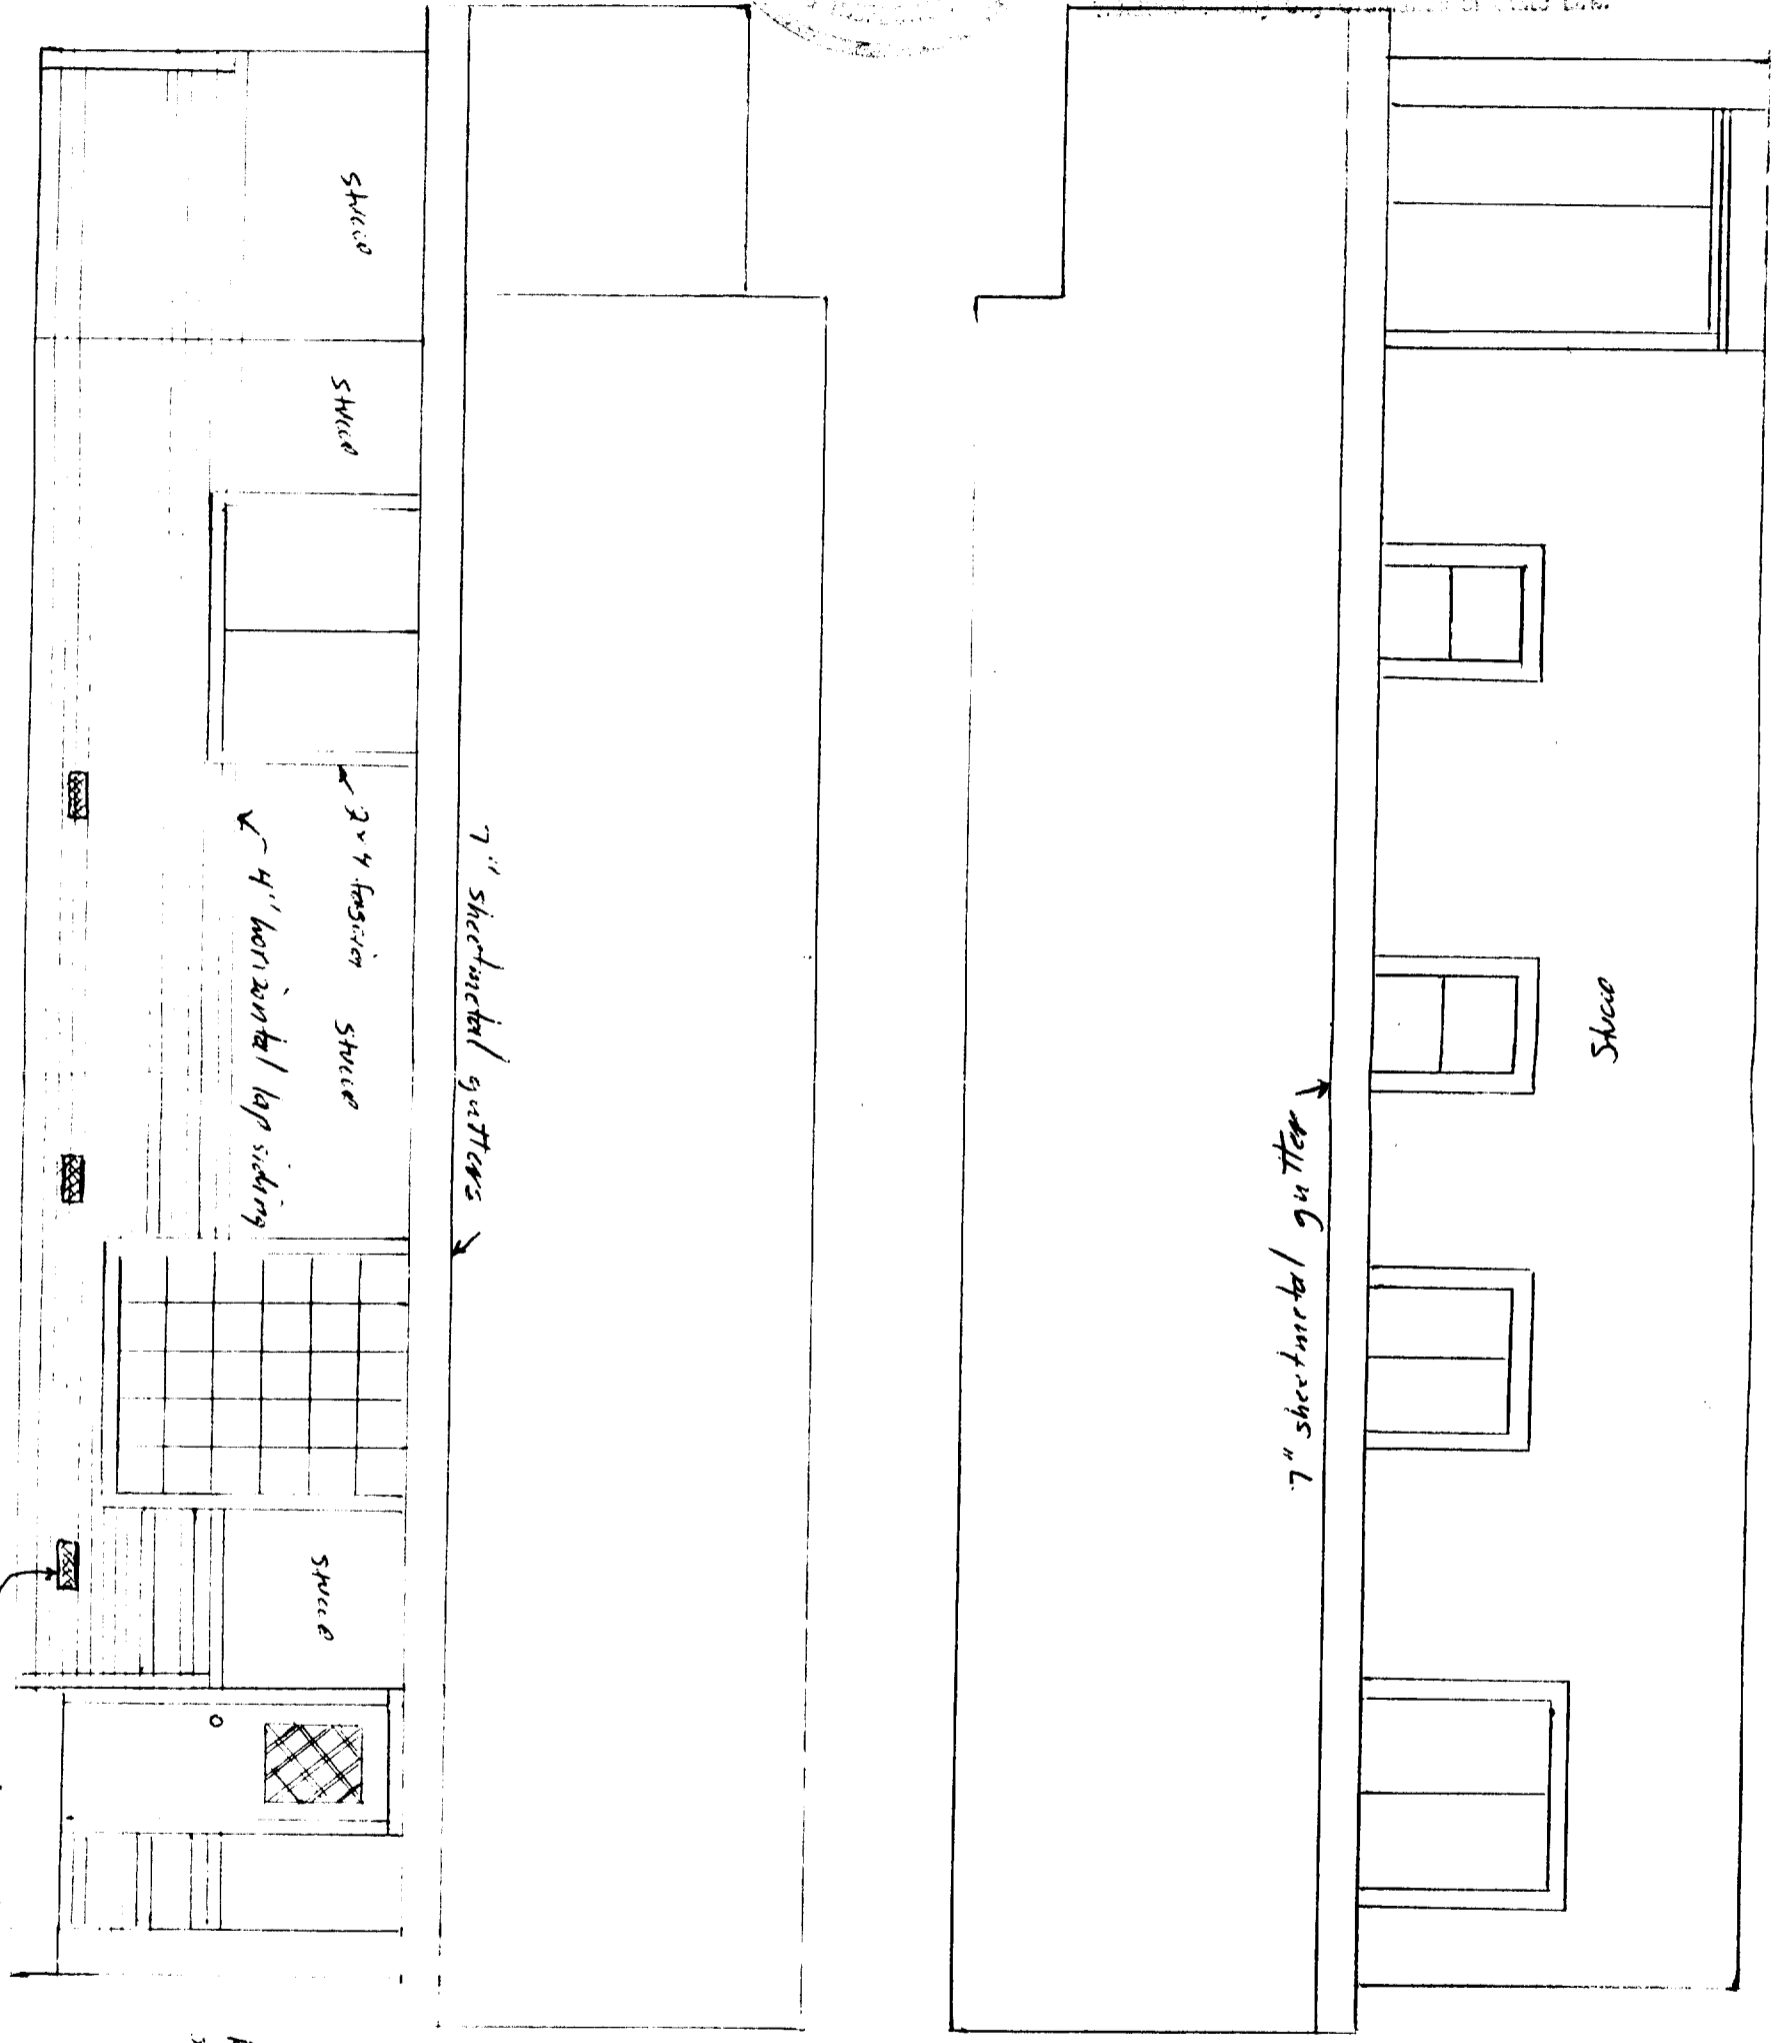 stucco
stucco
2x4 fascia
stucco
4" horizontal lap siding
stucco
7" sheetmetal gutters
7" sheetmetal gutter
stucco